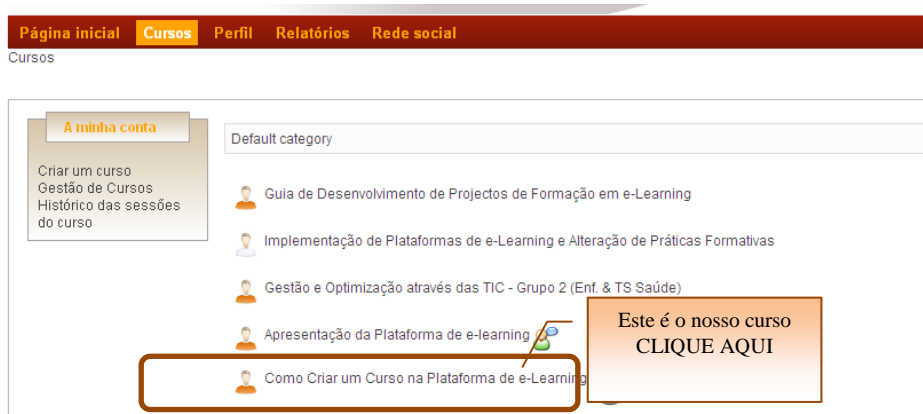 Página inicial Cursos Perfil Relatórios Rede social
Cursos
A minha conta
Criar um curso
Gestão de Cursos
Histórico das sessões
do curso
Default category
Guia de Desenvolvimento de Projectos de Formação em e-Learning
Implementação de Plataformas de e-Learning e Alteração de Práticas Formativas
Gestão e Optimização através das TIC - Grupo 2 (Enf. & TS Saúde)
Apresentação da Plataforma de e-learning
Como Criar um Curso na Plataforma de e-Learning
Este é o nosso curso
CLIQUE AQUI